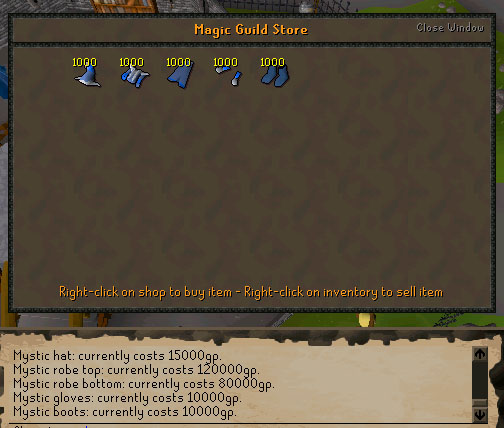 Magic Guild Store
Close Window
1000 1000 1000 1000 1000
Right-click on shop to buy item - Right-click on inventory to sell item
Mystic hat: currently costs 15000gp.
Mystic robe top: currently costs 120000gp.
Mystic robe bottom: currently costs 80000gp.
Mystic gloves: currently costs 10000gp.
Mystic boots: currently costs 10000gp.